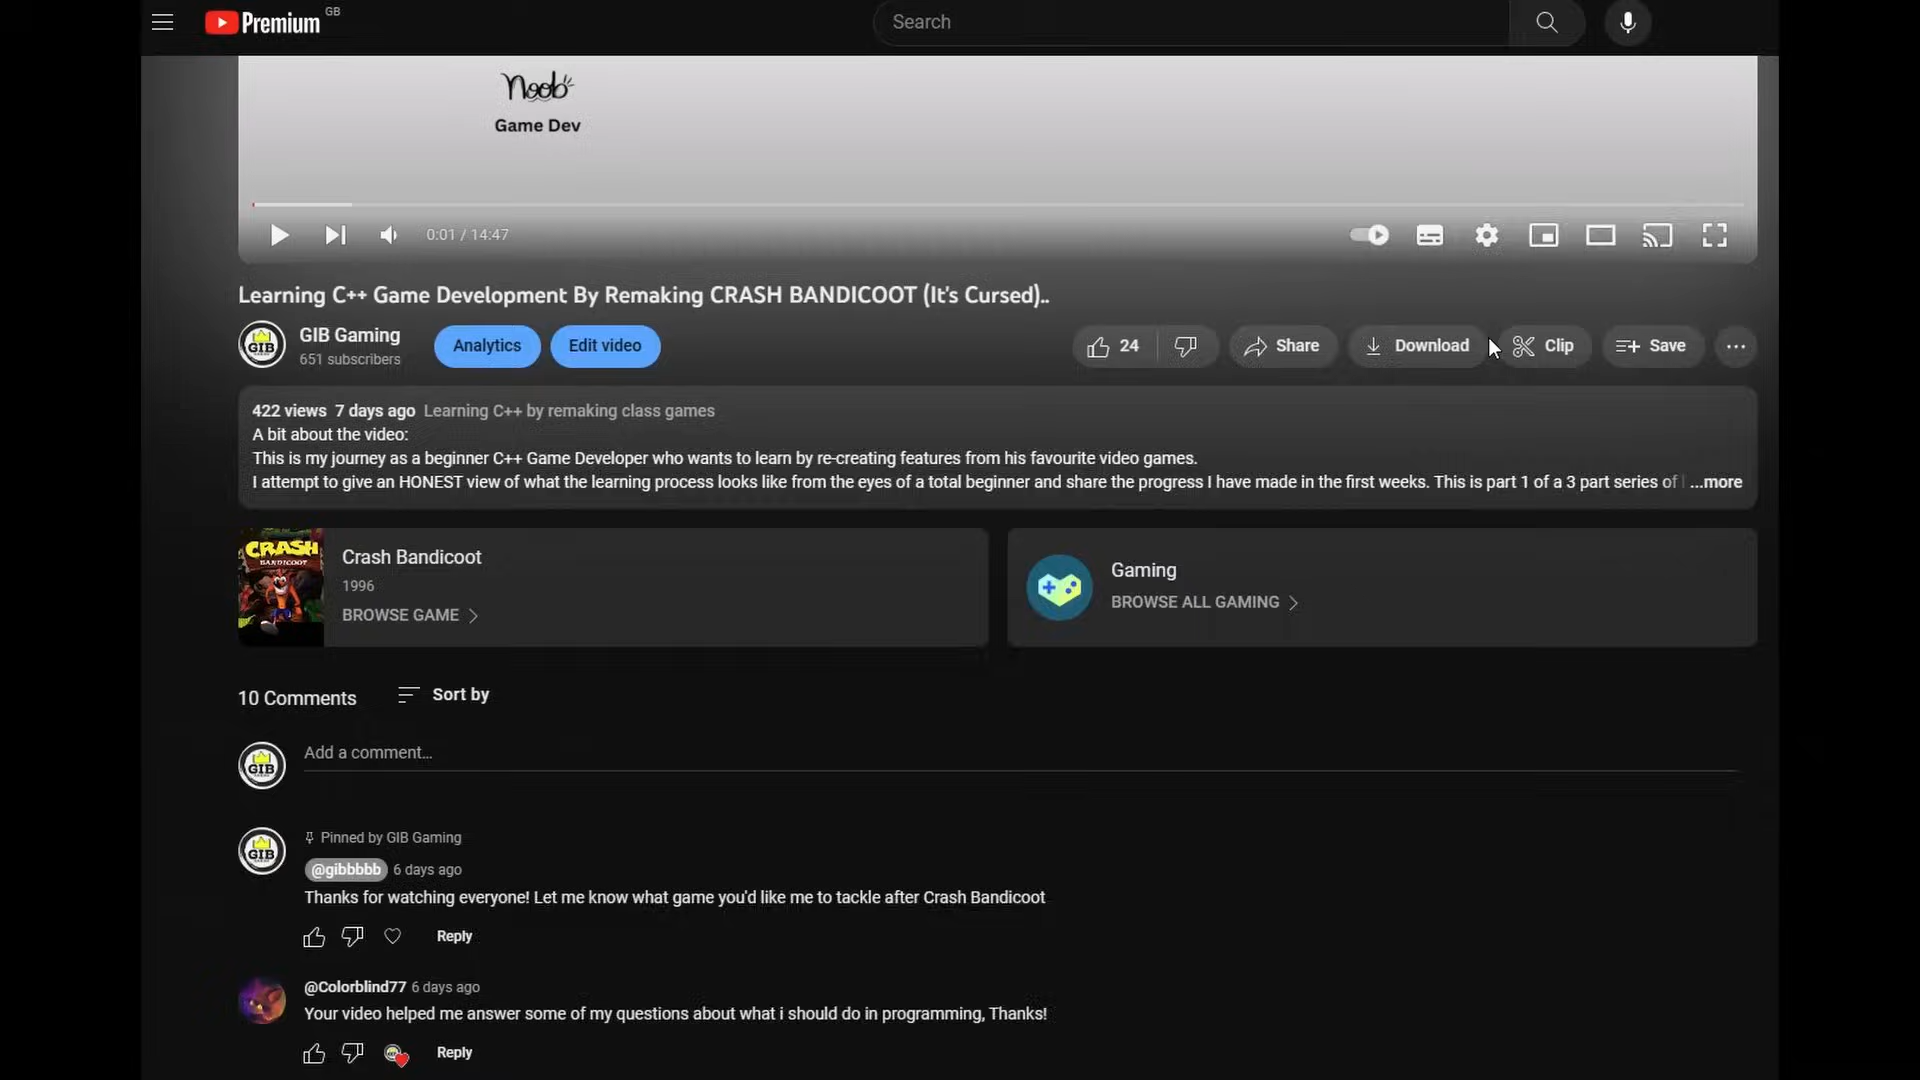 Premium GB
Search
Noob
Game Dev
0:01 / 14:47
Learning C++ Game Development By Remaking CRASH BANDICOOT (It's Cursed)..
GIB Gaming
651 subscribers
Analytics
Edit video
24
Share
Download
Clip
Save
422 views 7 days ago Learning C++ by remaking class games
A bit about the video:
This is my journey as a beginner C++ Game Developer who wants to learn by re-creating features from his favourite video games.
I attempt to give an HONEST view of what the learning process looks like from the eyes of a total beginner and share the progress I have made in the first weeks. This is part 1 of a 3 part series of ...more
CRASH
BANDICOOT
Crash Bandicoot
1996
BROWSE GAME
Gaming
BROWSE ALL GAMING
10 Comments
Sort by
GIB
Add a comment...
GIB
Pinned by GIB Gaming
@gibbbbb 6 days ago
Thanks for watching everyone! Let me know what game you'd like me to tackle after Crash Bandicoot
Reply
@Colorblind77 6 days ago
Your video helped me answer some of my questions about what i should do in programming, Thanks!
Reply